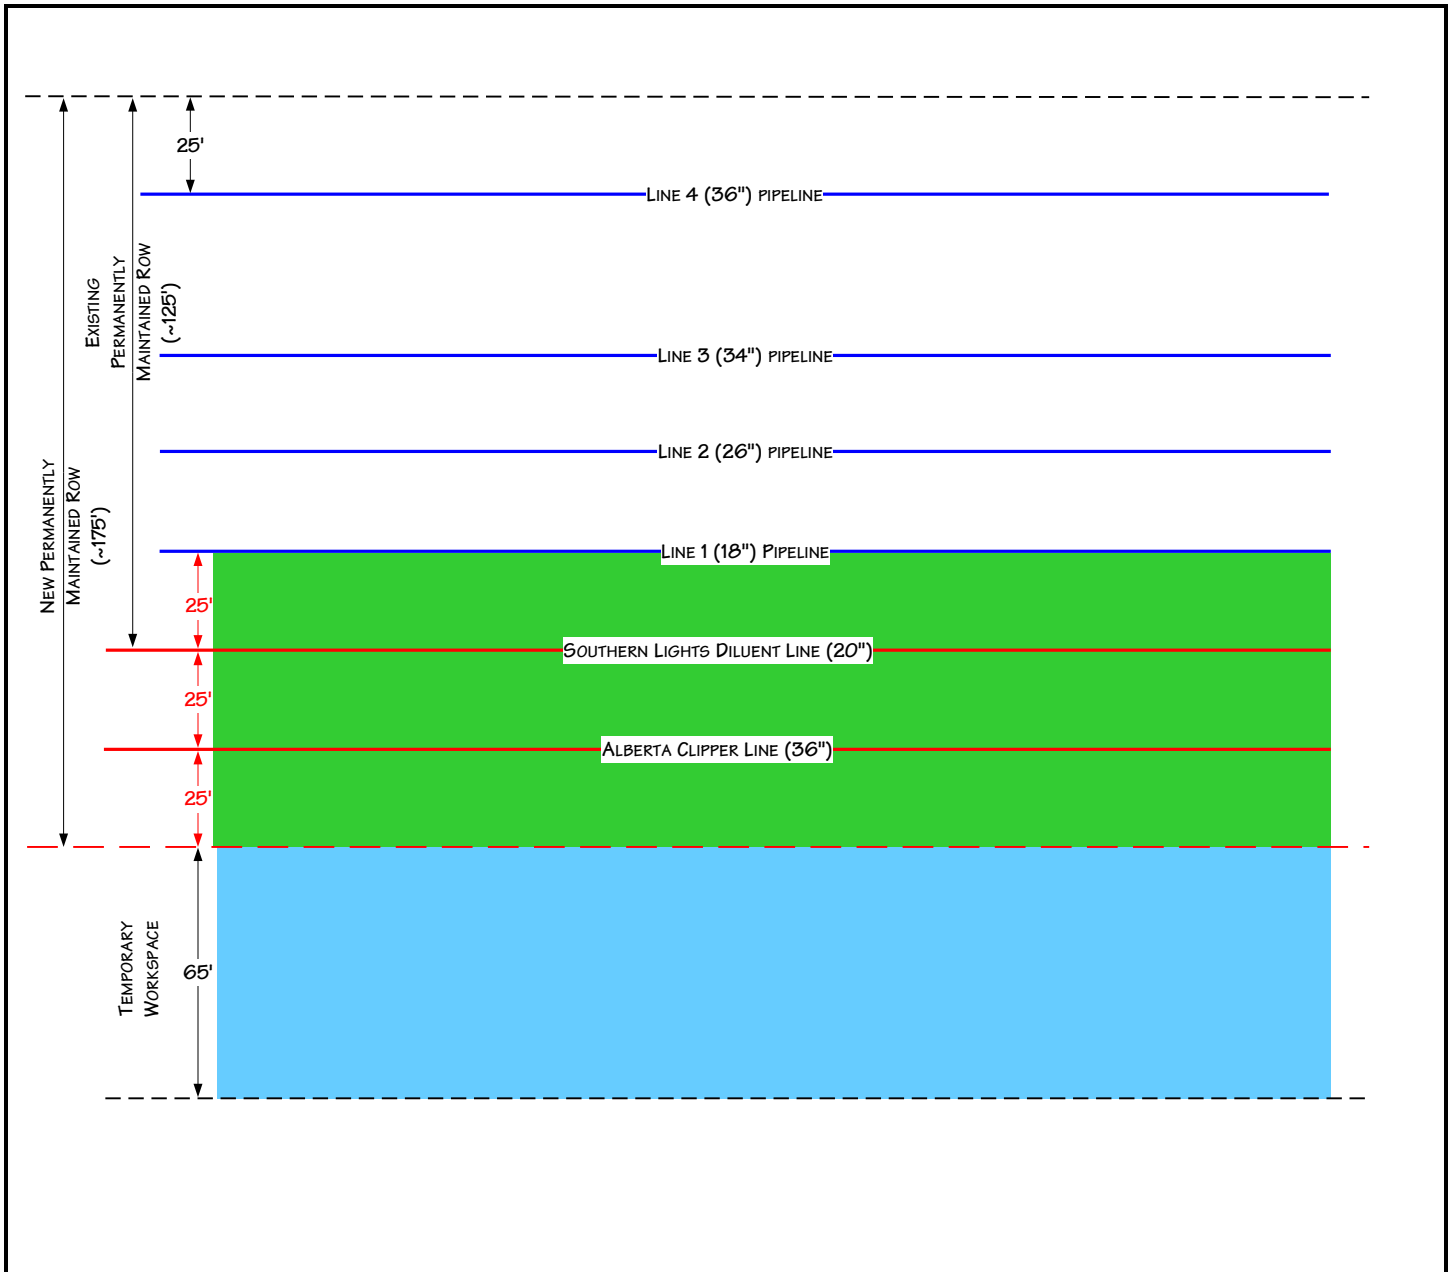 25'
Line 4 (36") pipeline
Existing
Permanently
Maintained Row
(~125')
Line 3 (34") pipeline
Line 2 (26") pipeline
New Permanently
Maintained Row
(~175')
Line 1 (18") Pipeline
25'
Southern Lights Diluent Line (20")
25'
Alberta Clipper Line (36")
25'
Temporary
Workspace
65'